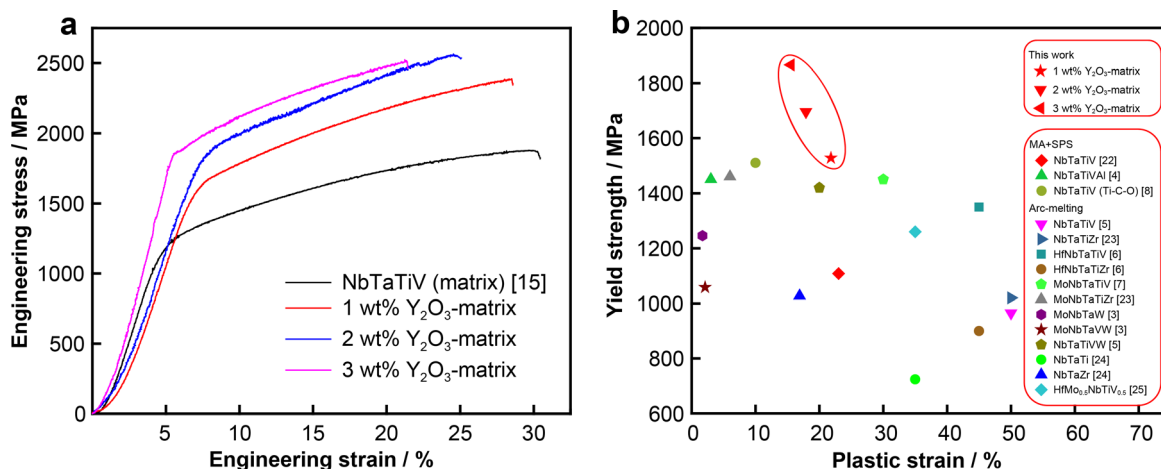 a
Engineering stress / MPa
2500
2000
1500
1000
500
0
5
10
15
20
25
30
Engineering strain / %
NbTaTiV (matrix) [15]
1 wt% Y₂O₃-matrix
2 wt% Y₂O₃-matrix
3 wt% Y₂O₃-matrix
b
Yield strength / MPa
2000
1800
1600
1400
1200
1000
800
600
0
10
20
30
40
50
60
70
Plastic strain / %
This work
1 wt% Y₂O₃-matrix
2 wt% Y₂O₃-matrix
3 wt% Y₂O₃-matrix
MA+SPS
NbTaTiV [22]
NbTaTiVAl [4]
NbTaTiV (Ti-C-O) [8]
Arc-melting
NbTaTiV [5]
NbTaTiZr [23]
HfNbTaTiV [6]
HfNbTaTiZr [6]
MoNbTaTiV [7]
MoNbTaTiZr [23]
MoNbTaW [3]
MoNbTaVW [3]
NbTaTiVW [5]
NbTaTi [24]
NbTaZr [24]
HfMo₀.₅NbTiV₀.₅ [25]